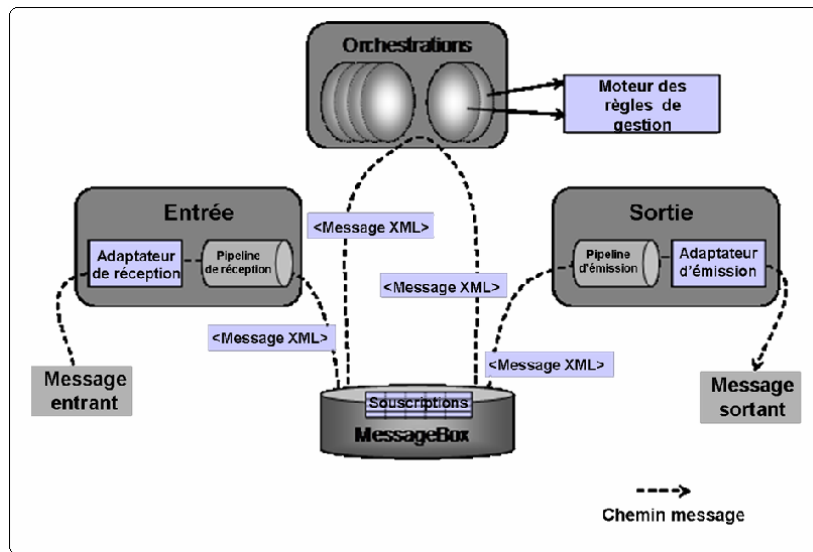 Orchestrations
Moteur des
règles de
gestion
Entrée
Adaptateur
de réception
Pipeline
de réception
<Message XML>
<Message XML>
<Message XML>
<Message XML>
Sortie
Pipeline
d'émission
Adaptateur
d'émission
Message
entrant
Souscriptions
MessageBox
Message
sortant
Chemin message